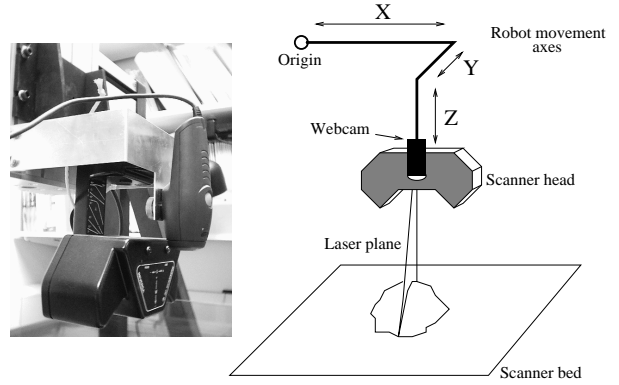 X
Robot movement
axes
Origin
Y
Z
Webcam
Scanner head
Laser plane
Scanner bed